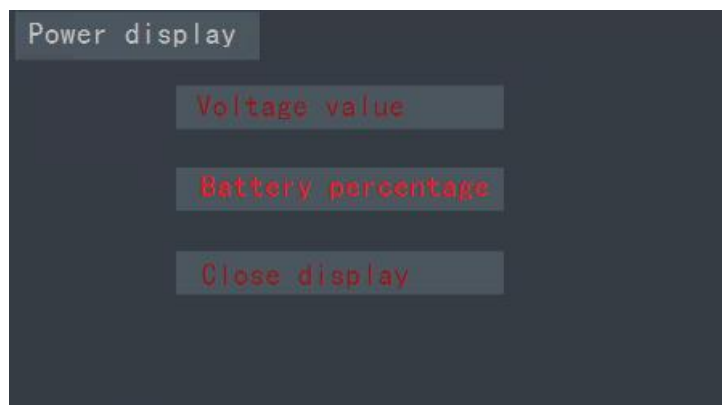 Power display
Voltage value
Battery percentage
Close display